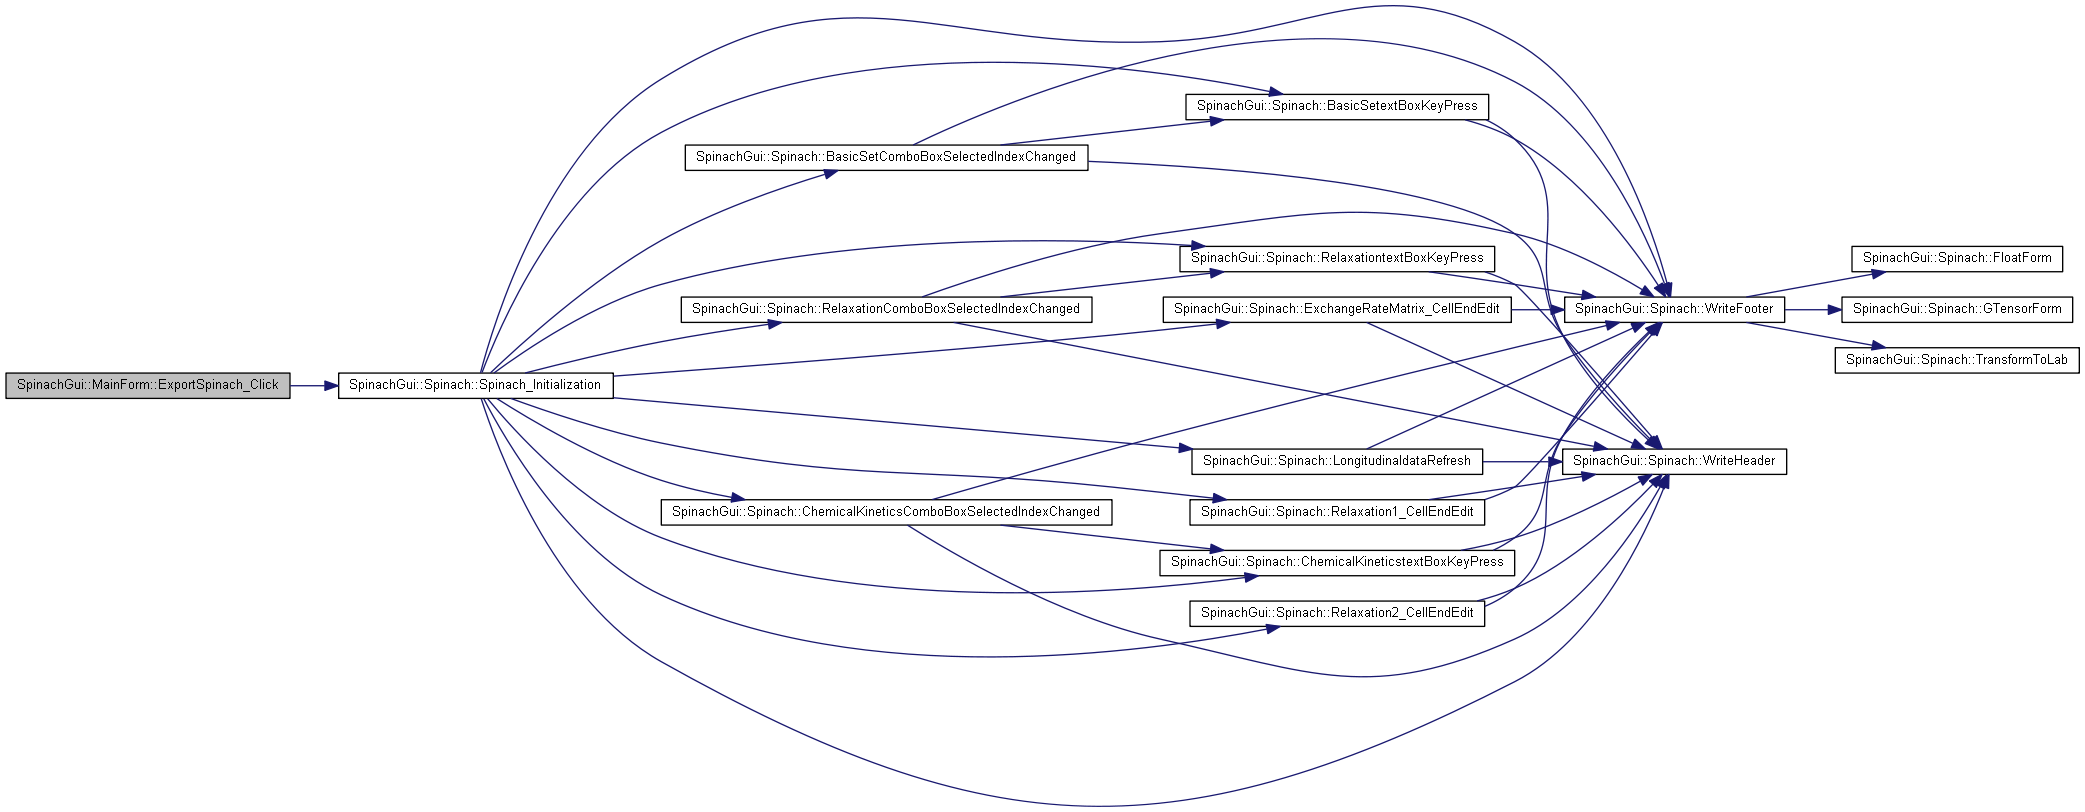 SpinachGui::MainForm::ExportSpinach_Click
SpinachGui::Spinach::Spinach_Initialization
SpinachGui::Spinach::BasicSetComboBoxSelectedIndexChanged
SpinachGui::Spinach::RelaxationComboBoxSelectedIndexChanged
SpinachGui::Spinach::ChemicalKineticsComboBoxSelectedIndexChanged
SpinachGui::Spinach::BasicSetextBoxKeyPress
SpinachGui::Spinach::RelaxationtextBoxKeyPress
SpinachGui::Spinach::ExchangeRateMatrix_CellEndEdit
SpinachGui::Spinach::LongitudinaldataRefresh
SpinachGui::Spinach::Relaxation1_CellEndEdit
SpinachGui::Spinach::ChemicalKineticstextBoxKeyPress
SpinachGui::Spinach::Relaxation2_CellEndEdit
SpinachGui::Spinach::WriteFooter
SpinachGui::Spinach::WriteHeader
SpinachGui::Spinach::FloatForm
SpinachGui::Spinach::GTensorForm
SpinachGui::Spinach::TransformToLab